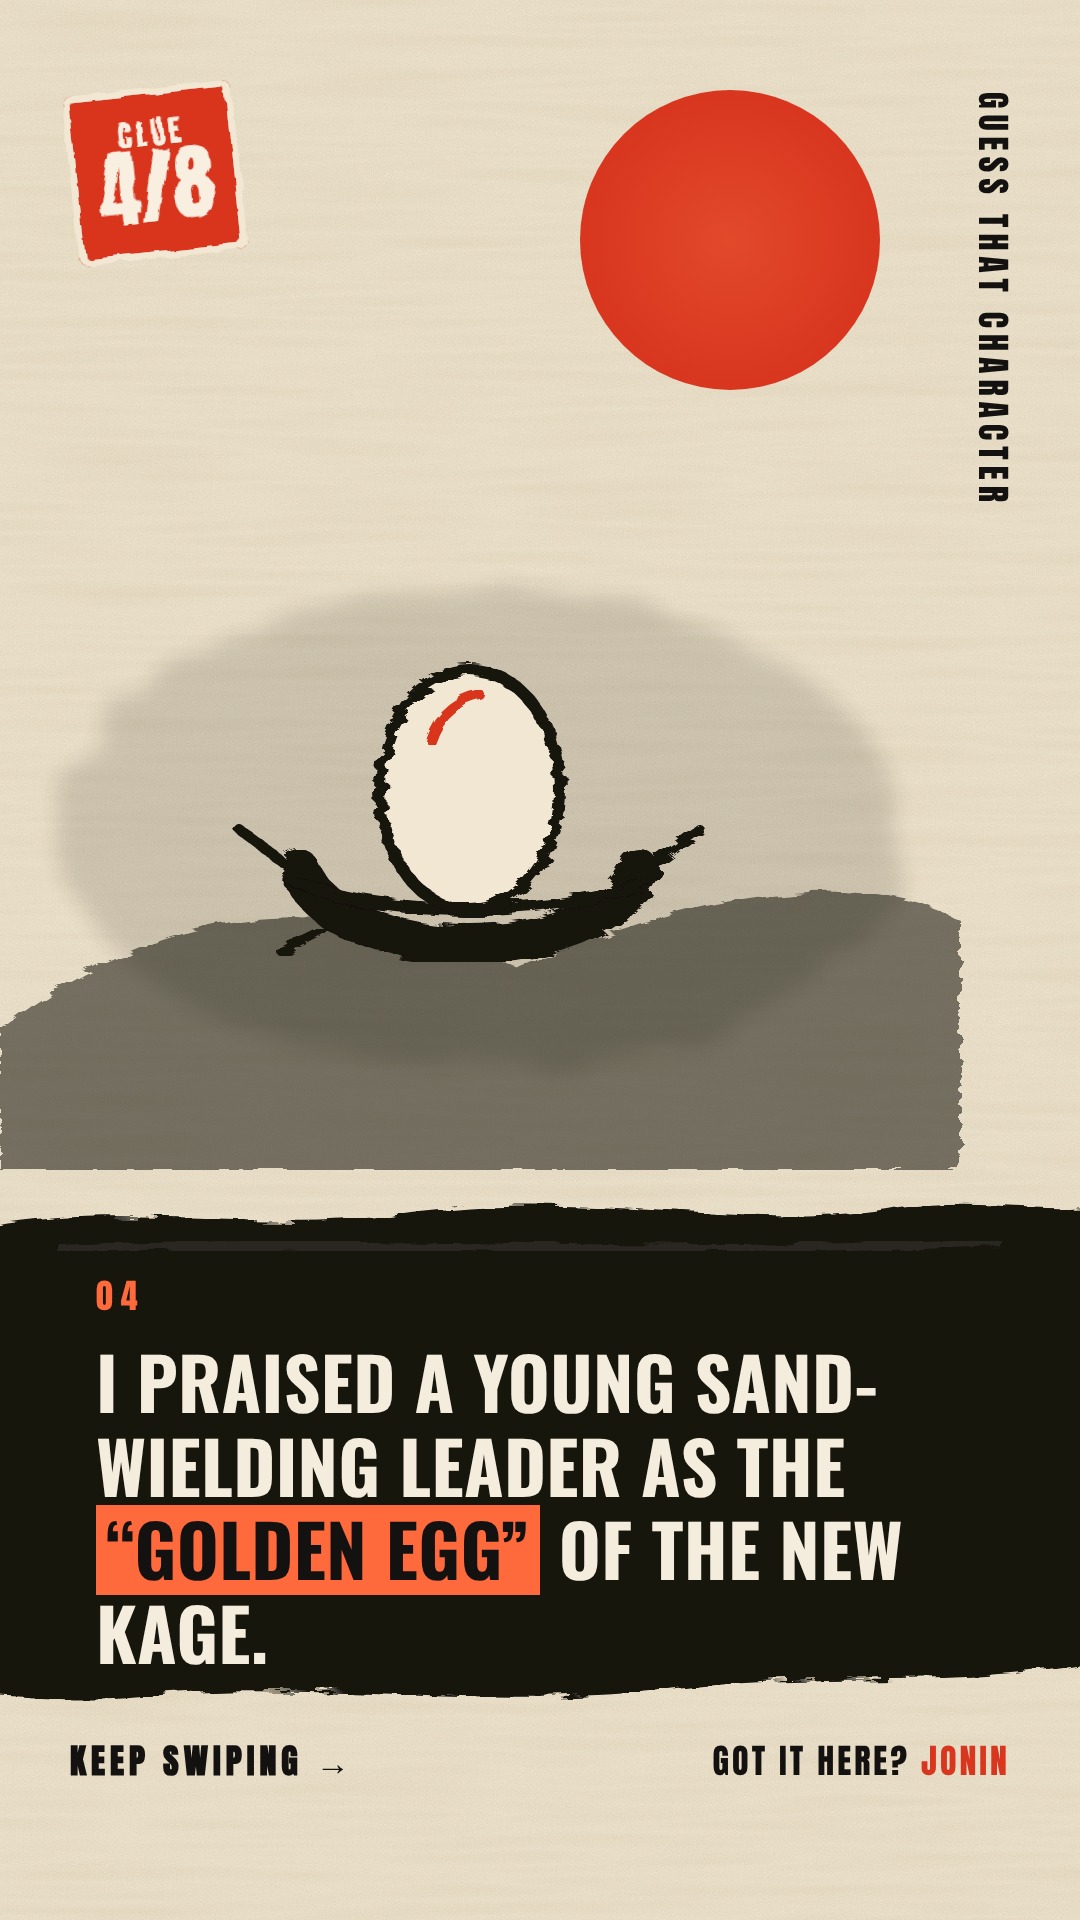 CLUE
4/8
GUESS THAT CHARACTER
04
I PRAISED A YOUNG SAND-
WIELDING LEADER AS THE
“GOLDEN EGG” OF THE NEW
KAGE.
KEEP SWIPING →
GOT IT HERE? JONIN